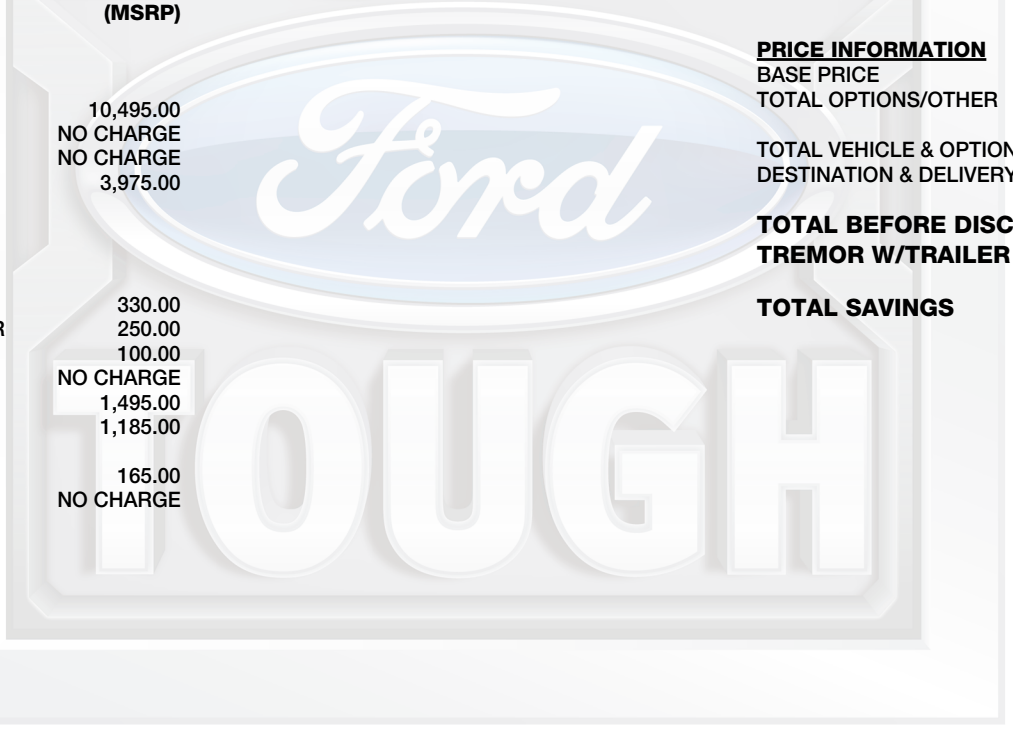 (MSRP)
10,495.00
NO CHARGE
NO CHARGE
3,975.00
330.00
R 250.00
100.00
NO CHARGE
1,495.00
1,185.00
165.00
NO CHARGE
PRICE INFORMATION
BASE PRICE
TOTAL OPTIONS/OTHER
TOTAL VEHICLE & OPTION
DESTINATION & DELIVERY
TOTAL BEFORE DISC
TREMOR W/TRAILER
TOTAL SAVINGS
Ford
TOUGH